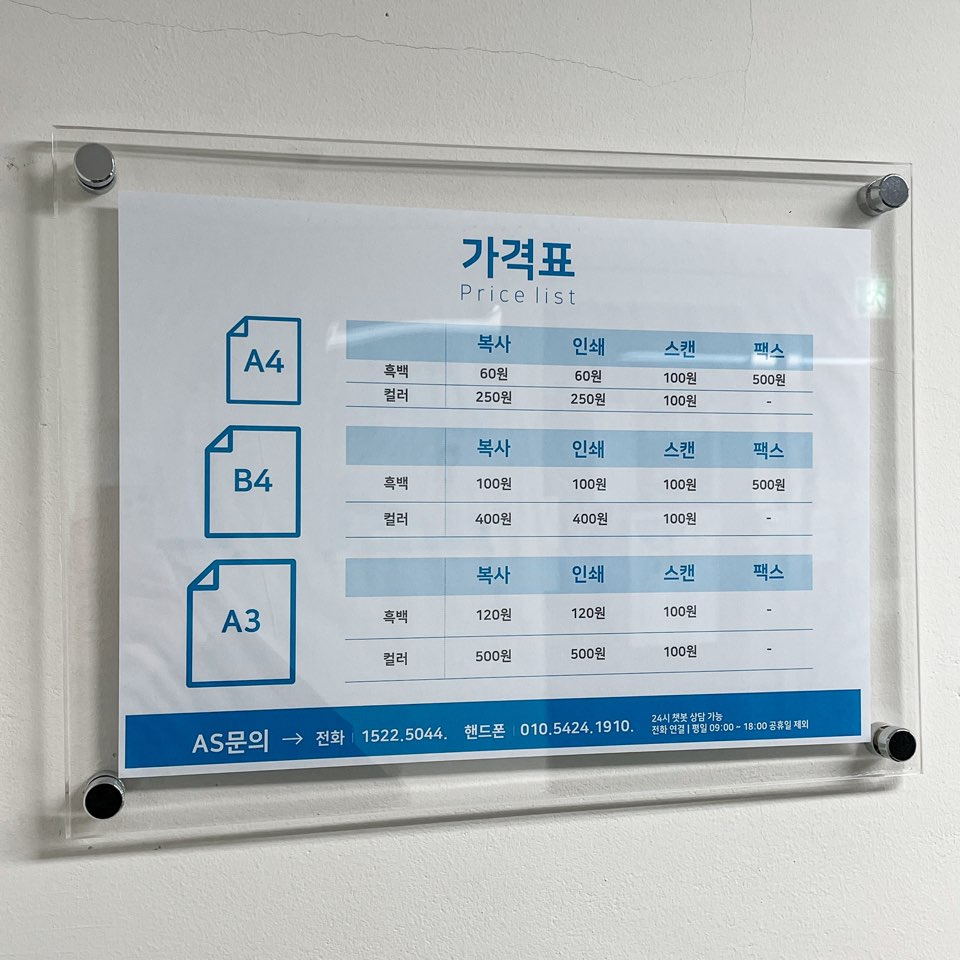 가격표
Price list
A4
복사 인쇄 스캔 팩스
흑백 60원 60원 100원 500원
컬러 250원 250원 100원 -
B4
복사 인쇄 스캔 팩스
흑백 100원 100원 100원 500원
컬러 400원 400원 100원 -
A3
복사 인쇄 스캔 팩스
흑백 120원 120원 100원 -
컬러 500원 500원 100원 -
AS문의 → 전화 | 1522.5044. 핸드폰 | 010.5424.1910.
24시 챗봇 상담 가능
전화 연결 | 평일 09:00 ~ 18:00 공휴일 제외